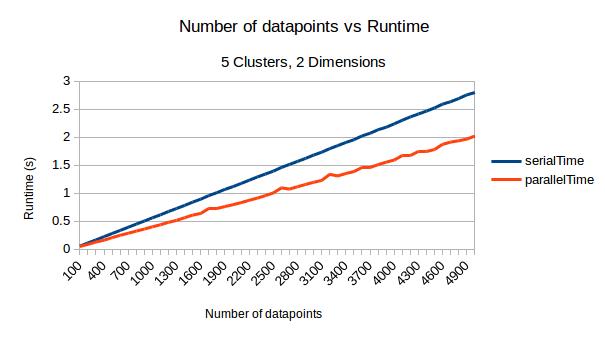 Number of datapoints vs Runtime
5 Clusters, 2 Dimensions
3
2.5
2
1.5
1
0.5
0
Runtime (s)
100 400 700 1000 1300 1600 1900 2200 2500 2800 3100 3400 3700 4000 4300 4600 4900
Number of datapoints
serialTime
parallelTime